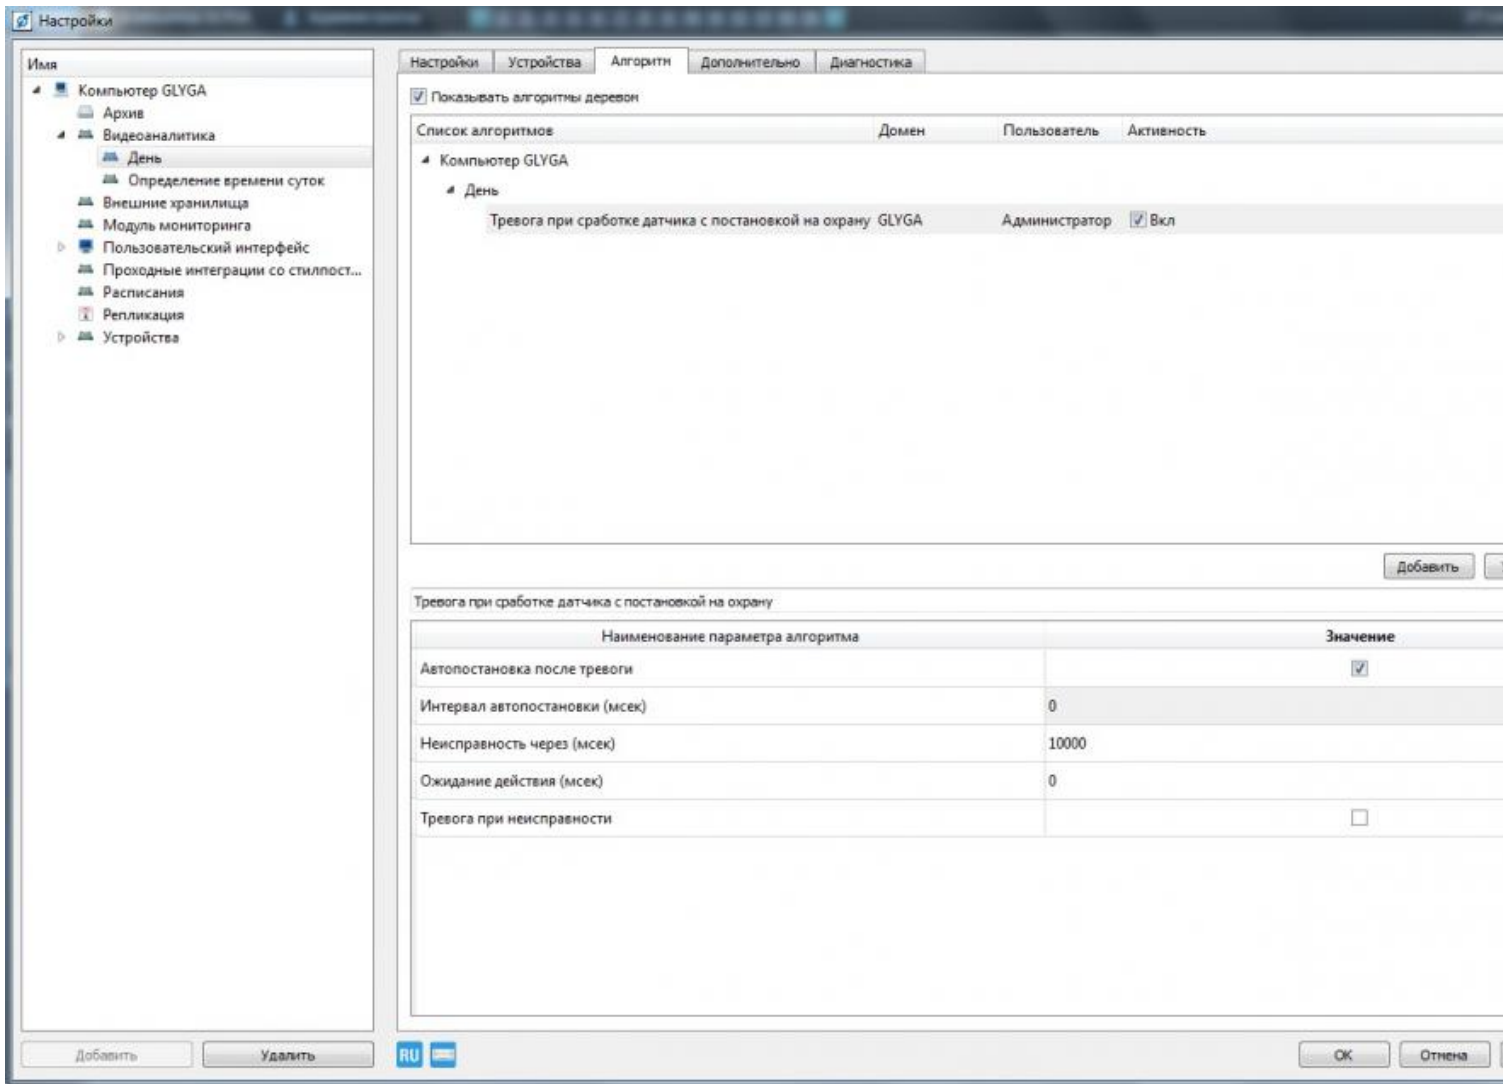 Настройки
Имя
Компьютер GLYGA
Архив
Видеоаналитика
День
Определение времени суток
Внешние хранилища
Модуль мониторинга
Пользовательский интерфейс
Проходные интеграции со стилпост...
Расписания
Репликация
Устройства
Добавить Удалить
Настройки Устройства Алгоритм Дополнительно Диагностика
Показывать алгоритмы деревом
Список алгоритмов Домен Пользователь Активность
Компьютер GLYGA
День
Тревога при сработке датчика с постановкой на охрану GLYGA Администратор Вкл
Добавить
Тревога при сработке датчика с постановкой на охрану
Наименование параметра алгоритма Значение
Автопостановка после тревоги
Интервал автопостановки (мсек) 0
Неисправность через (мсек) 10000
Ожидание действия (мсек) 0
Тревога при неисправности
RU
OK Отмена